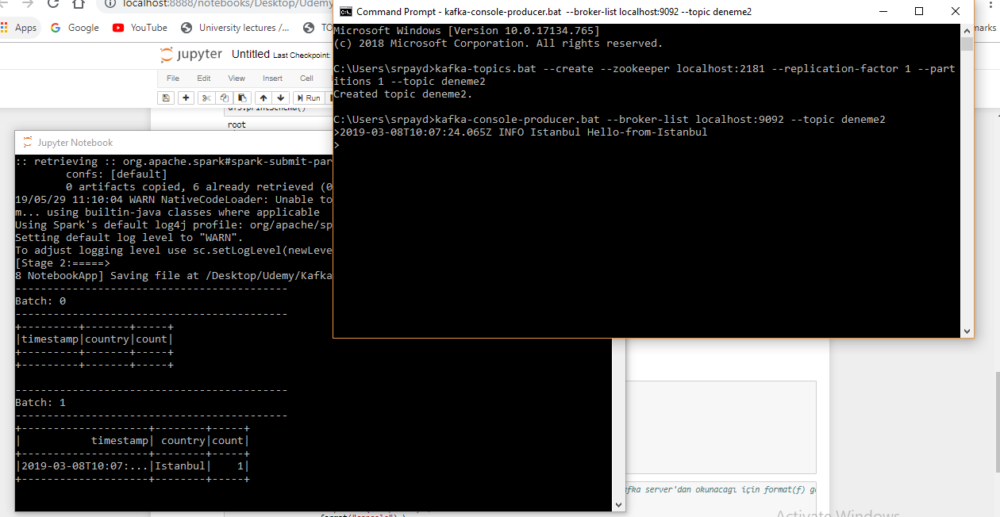 localhost:8888/notebooks/Desktop/Udemy
Apps Google YouTube University lectures /... TO
jupyter Untitled Last Checkpoint:
File Edit View Insert Cell
Run
root
Command Prompt - kafka-console-producer.bat --broker-list localhost:9092 --topic deneme2
Microsoft Windows [Version 10.0.17134.765]
(c) 2018 Microsoft Corporation. All rights reserved.
C:\Users\srpayd>kafka-topics.bat --create --zookeeper localhost:2181 --replication-factor 1 --part
itions 1 --topic deneme2
Created topic deneme2.
C:\Users\srpayd>kafka-console-producer.bat --broker-list localhost:9092 --topic deneme2
>2019-03-08T10:07:24.065Z INFO Istanbul Hello-from-Istanbul
>
Jupyter Notebook
:: retrieving :: org.apache.spark#spark-submit-par
confs: [default]
0 artifacts copied, 6 already retrieved (0
19/05/29 11:10:04 WARN NativeCodeLoader: Unable to
m... using builtin-java classes where applicable
Using Spark's default log4j profile: org/apache/sp
Setting default log level to "WARN".
To adjust logging level use sc.setLogLevel(newLeve
[Stage 2:=====>
8 NotebookApp] Saving file at /Desktop/Udemy/Kafka
-------------------------------------------
Batch: 0
-------------------------------------------
+---------+-------+-----+
|timestamp|country|count|
+---------+-------+-----+
+---------+-------+-----+
-------------------------------------------
Batch: 1
-------------------------------------------
+--------------------+--------+-----+
|           timestamp| country|count|
+--------------------+--------+-----+
|2019-03-08T10:07:...|Istanbul|    1|
+--------------------+--------+-----+
fka server'dan okunacagı için format(f) g
Activate Windows